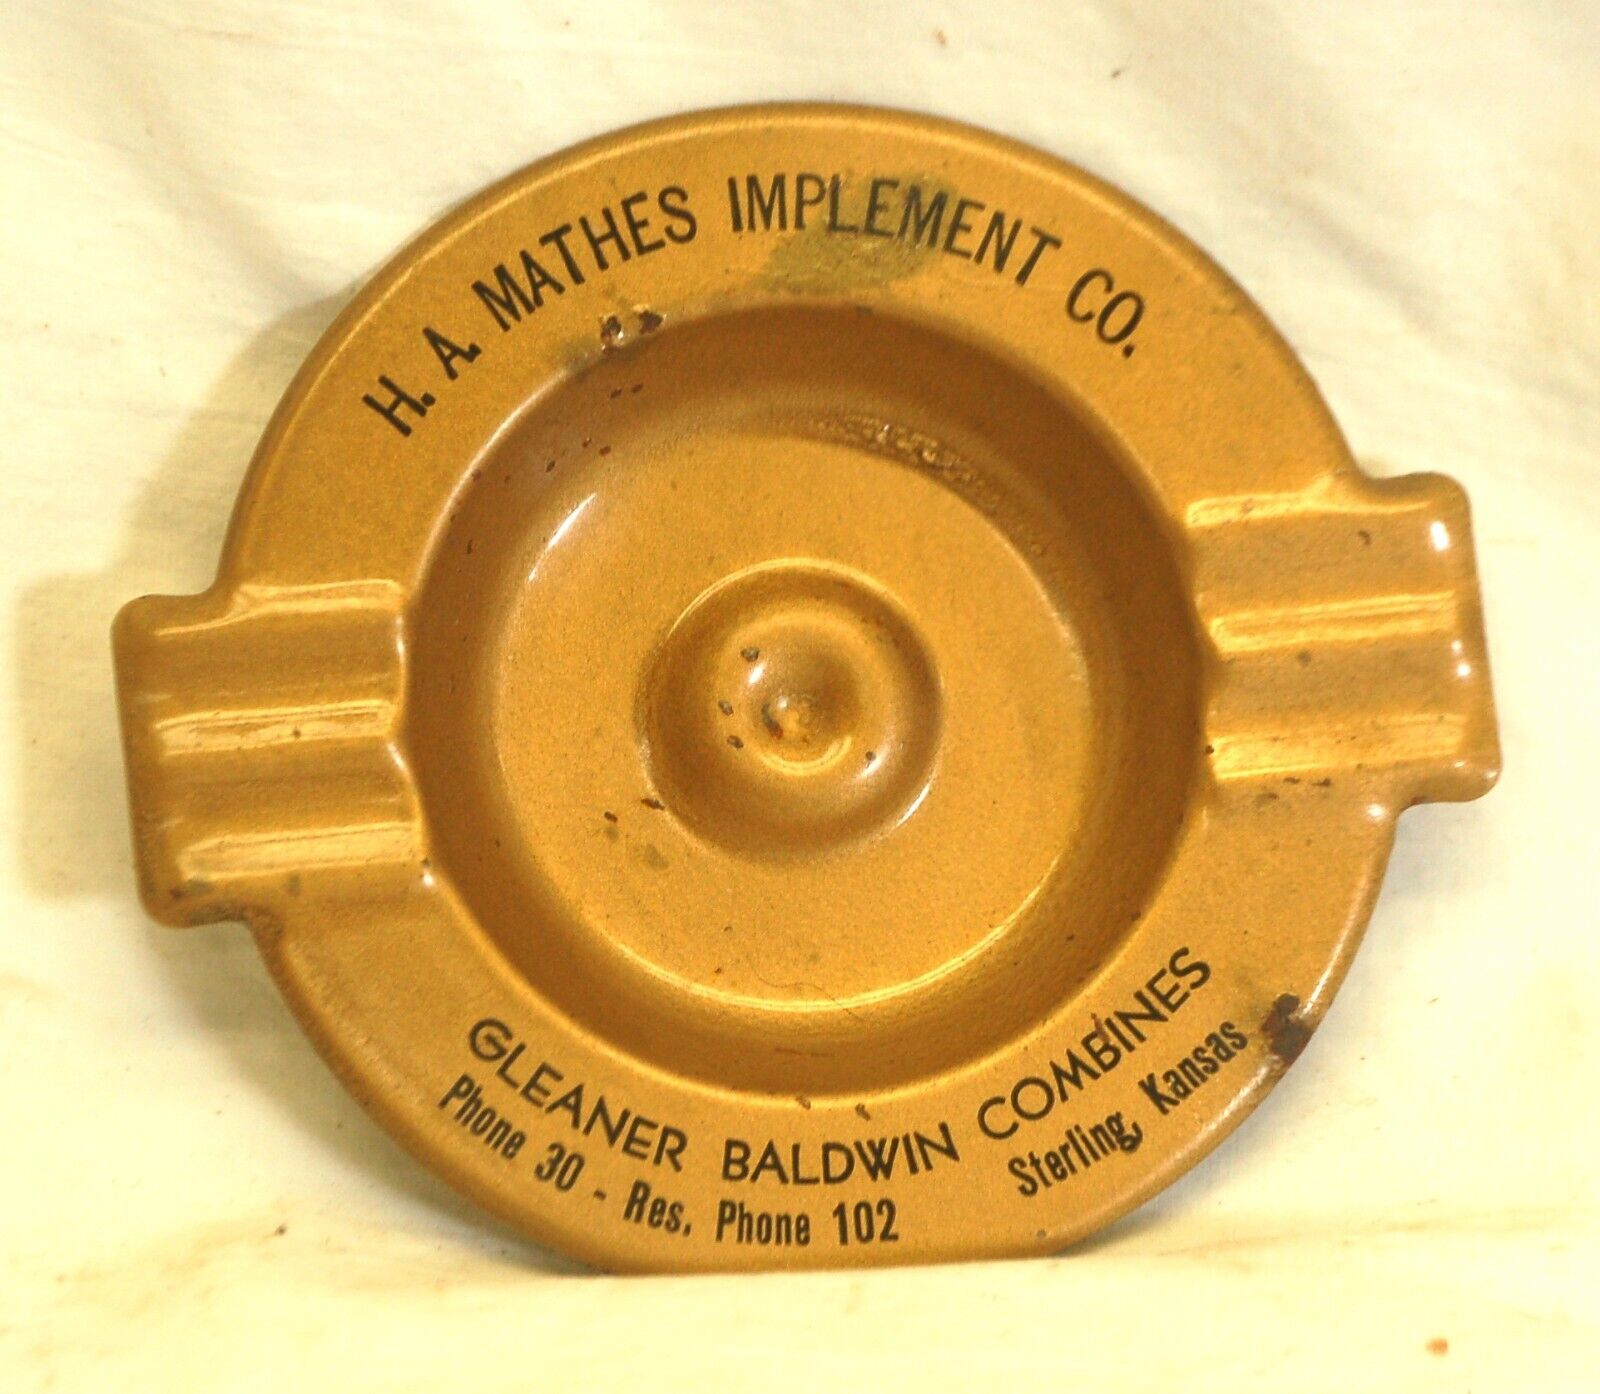 H. A. MATHES IMPLEMENT CO.
GLEANER BALDWIN COMBINES
Phone 30 - Res. Phone 102 Sterling, Kansas